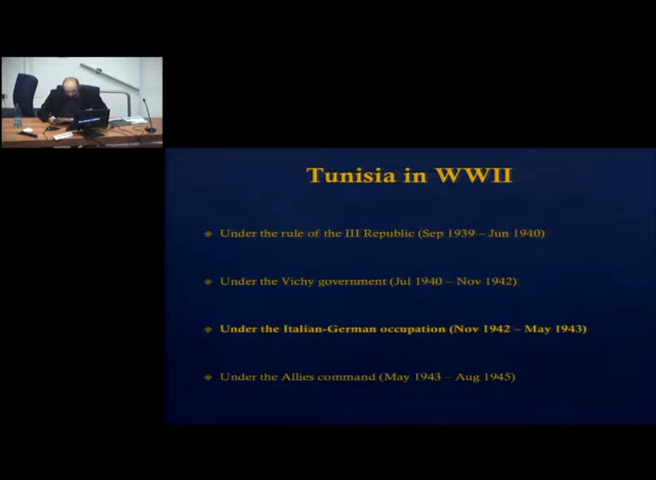 Tunisia in WWII
Under the rule of the III Republic (Sep 1939 – Jun 1940)
Under the Vichy government (Jul 1940 – Nov 1942)
Under the Italian-German occupation (Nov 1942 – May 1943)
Under the Allies command (May 1943 – Aug 1945)